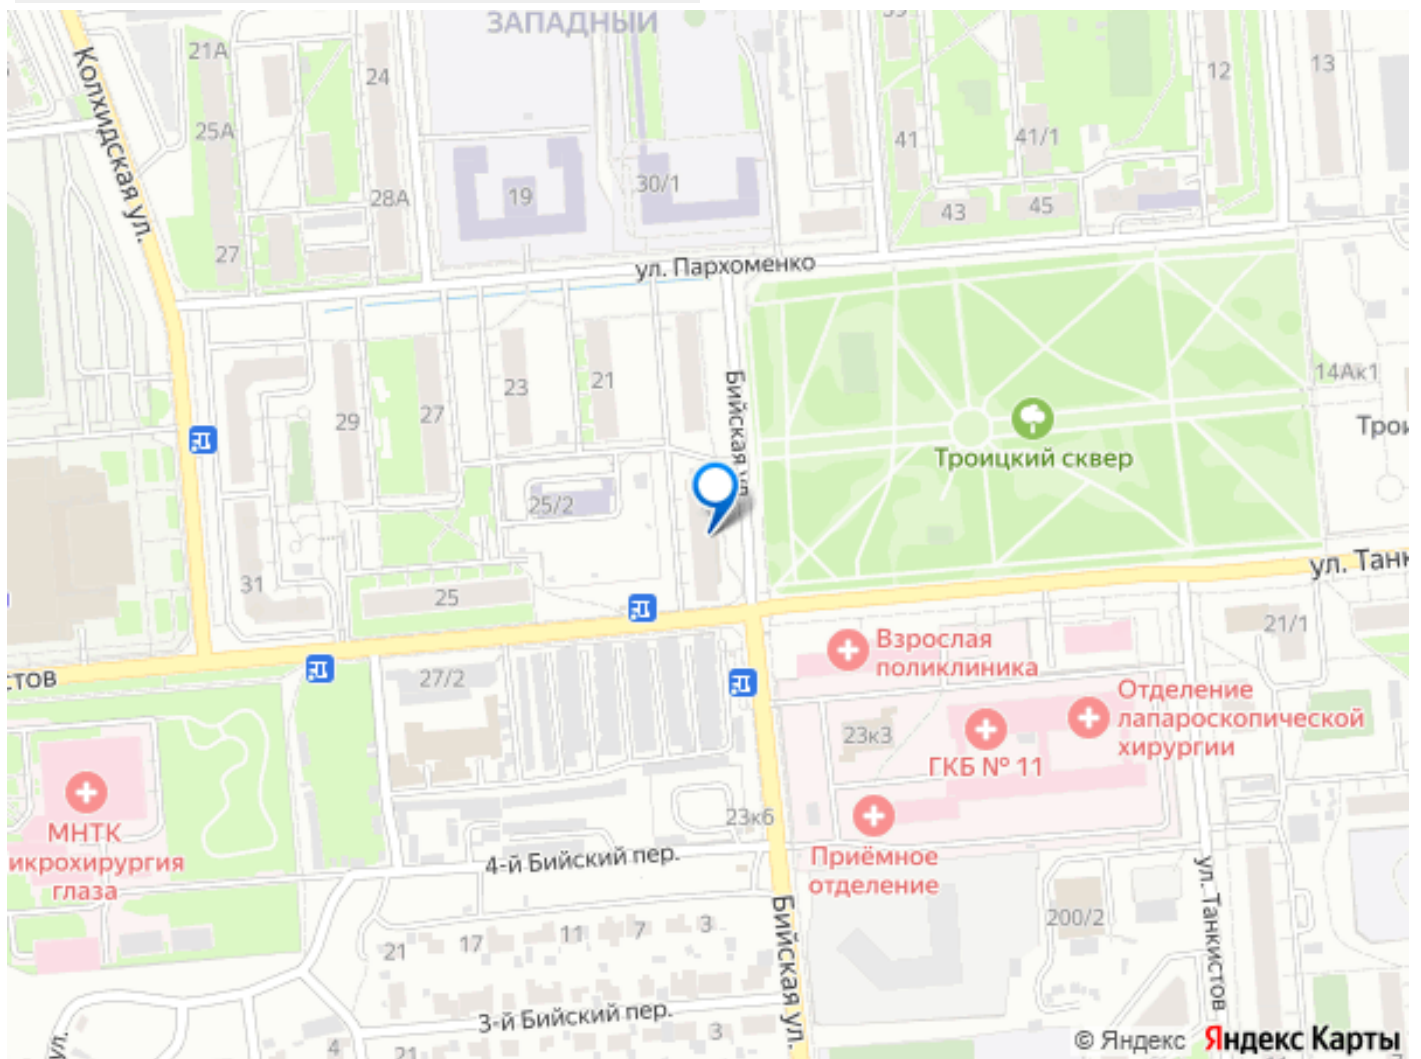 ЗАПАДНЫЙ
21А
24
12
13
Колхидская ул.
25А
41
41/1
19
30/1
28А
43
45
27
ул. Пархоменко
23
21
29
27
Бийская ул.
14Ак1
Троицкий сквер
25/2
31
25
ул.
21/1
Взрослая
поликлиника
27/2
Отделение
лапароскопической
хирургии
23к3
ГКБ № 11
МНТК
Приёмное
отделение
23к6
4-й Бийский пер.
глаза
ул. Танкистов
Бийская ул.
200/2
21
17
11
7
3
3-й Бийский пер.
3
4
21
© Яндекс Яндекс Карты